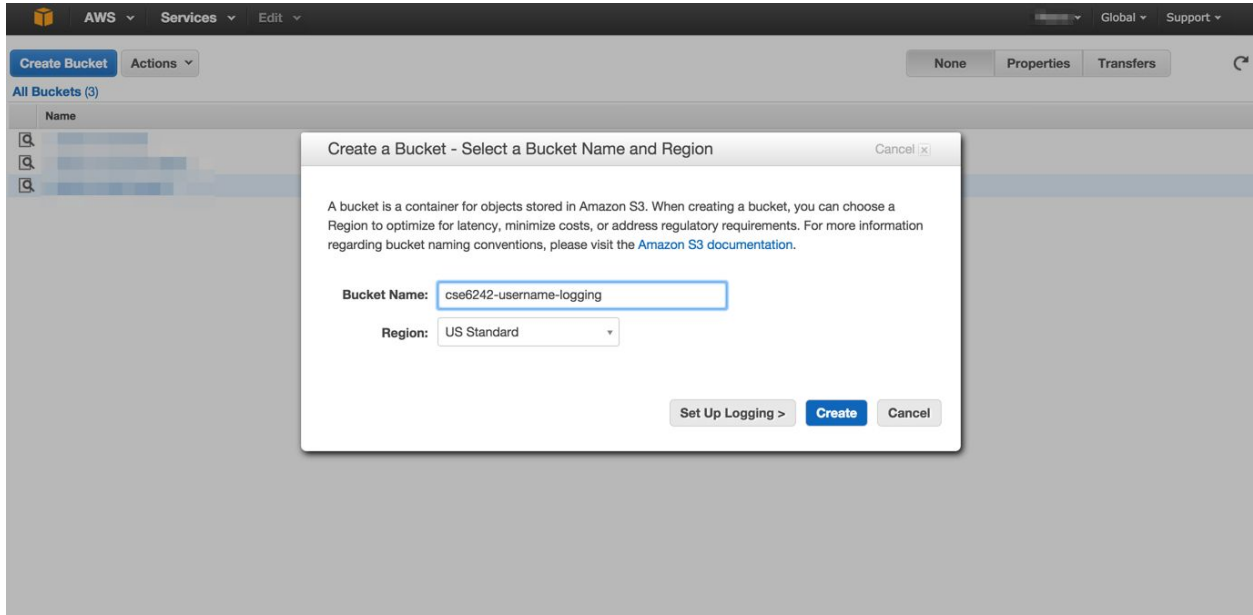 AWS Services Edit Global Support
Create Bucket Actions None Properties Transfers
All Buckets (3)
Name
Create a Bucket - Select a Bucket Name and Region Cancel x
A bucket is a container for objects stored in Amazon S3. When creating a bucket, you can choose a
Region to optimize for latency, minimize costs, or address regulatory requirements. For more information
regarding bucket naming conventions, please visit the Amazon S3 documentation.
Bucket Name: cse6242-username-logging
Region: US Standard
Set Up Logging > Create Cancel